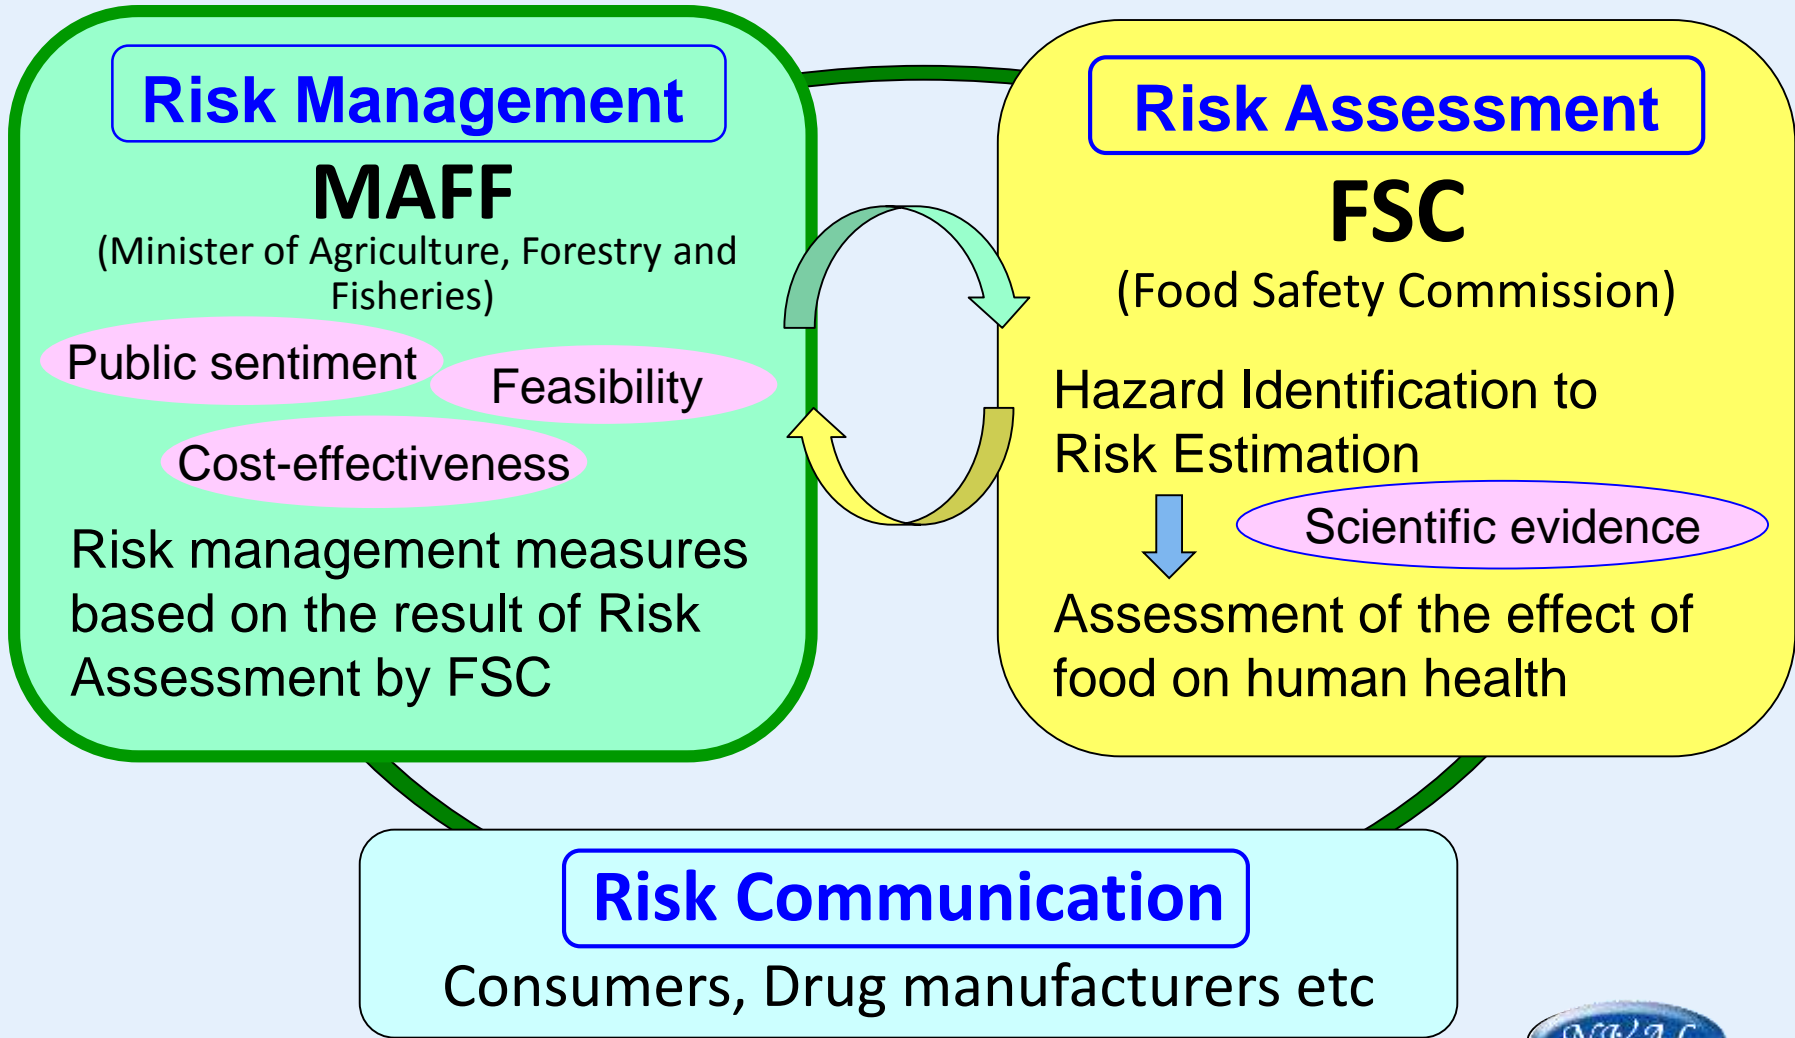 Risk Management
MAFF
(Minister of Agriculture, Forestry and
Fisheries)
Public sentiment
Feasibility
Cost-effectiveness
Risk management measures
based on the result of Risk
Assessment by FSC
Risk Assessment
FSC
(Food Safety Commission)
Hazard Identification to
Risk Estimation
Scientific evidence
Assessment of the effect of
food on human health
Risk Communication
Consumers, Drug manufacturers etc